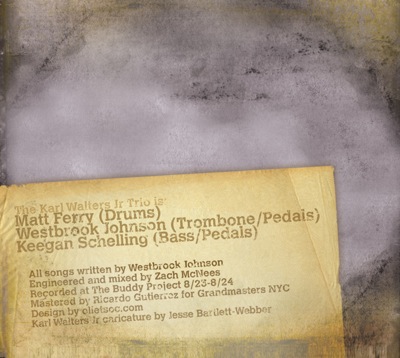 The Karl Walters Jr Trio is:
Matt Ferry (Drums)
Westbrook Johnson (Trombone/Pedals)
Keegan Schelling (Bass/Pedals)
All songs written by Westbrook Johnson
Engineered and mixed by Zach McNees
Recorded at The Buddy Project 8/23-8/24
Mastered by Ricardo Gutierrez for Grandmasters NYC
Design by
Karl Walters Jr caricature by Jesse Bartlett-Webber